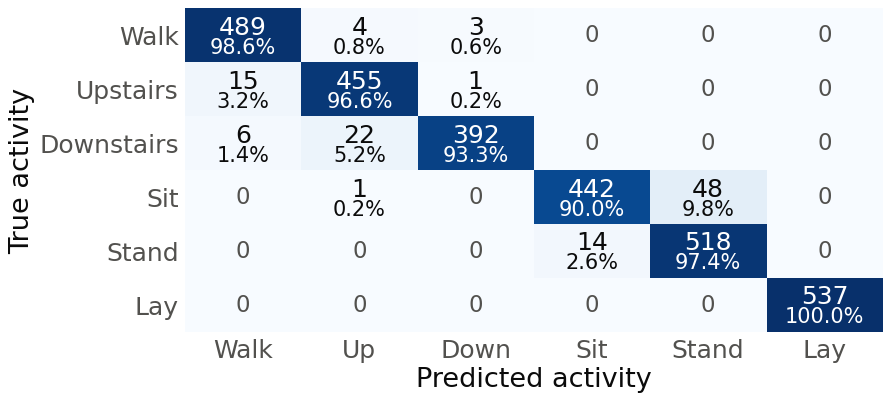 Walk 489 4 3 0 0 0
98.6% 0.8% 0.6%
Upstairs 15 455 1 0 0 0
3.2% 96.6% 0.2%
Downstairs 6 22 392 0 0 0
1.4% 5.2% 93.3%
Sit 0 1 0 442 48 0
0.2% 90.0% 9.8%
Stand 0 0 0 14 518 0
2.6% 97.4%
Lay 0 0 0 0 0 537
100.0%
Walk Up Down Sit Stand Lay
Predicted activity
True activity